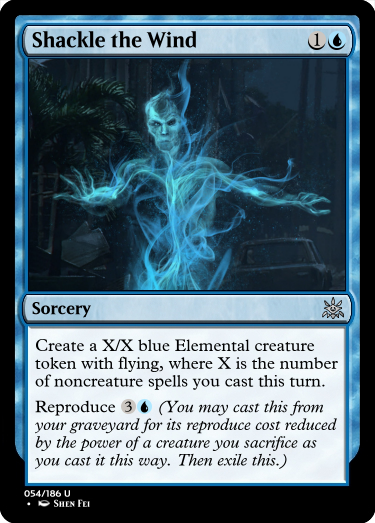 Shackle the Wind 1
Sorcery
Create a X/X blue Elemental creature
token with flying, where X is the number
of noncreature spells you cast this turn.
Reproduce 3 (You may cast this from
your graveyard for its reproduce cost reduced
by the power of a creature you sacrifice as
you cast it this way. Then exile this.)
054/186 U
• Shen Fei